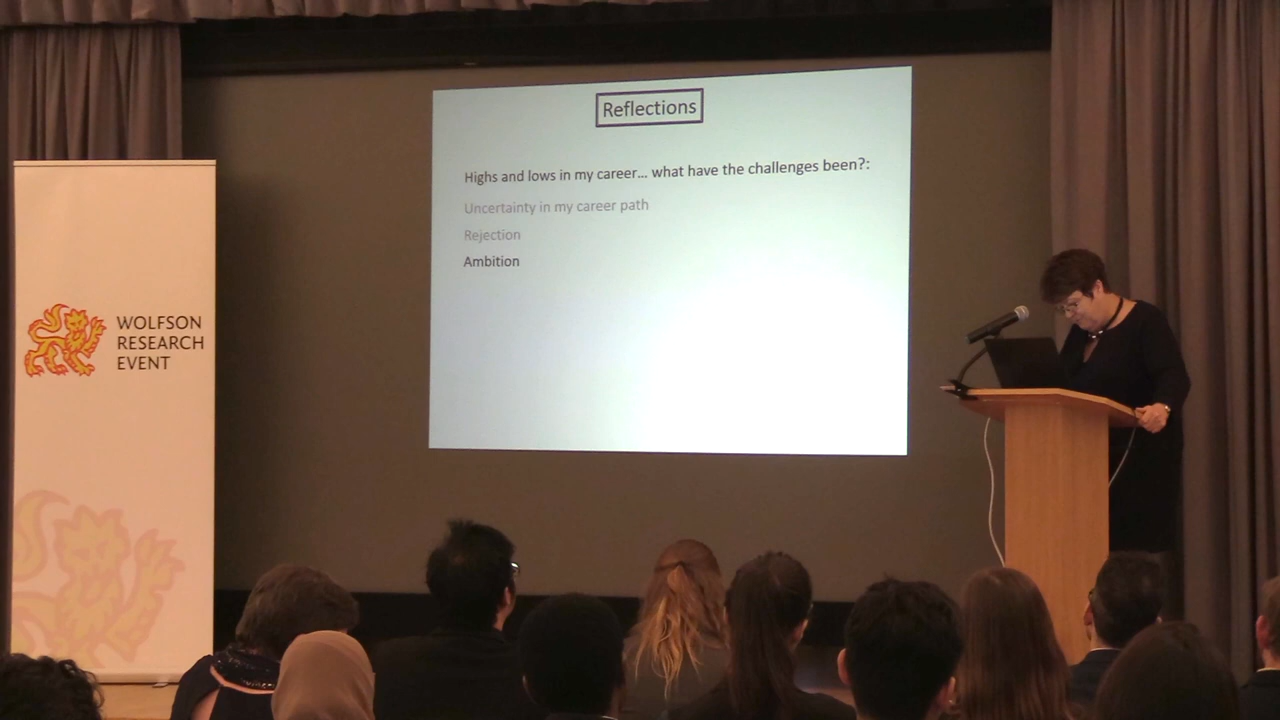 WOLFSON
RESEARCH
EVENT
Reflections
Highs and lows in my career... what have the challenges been?:
Uncertainty in my career path
Rejection
Ambition